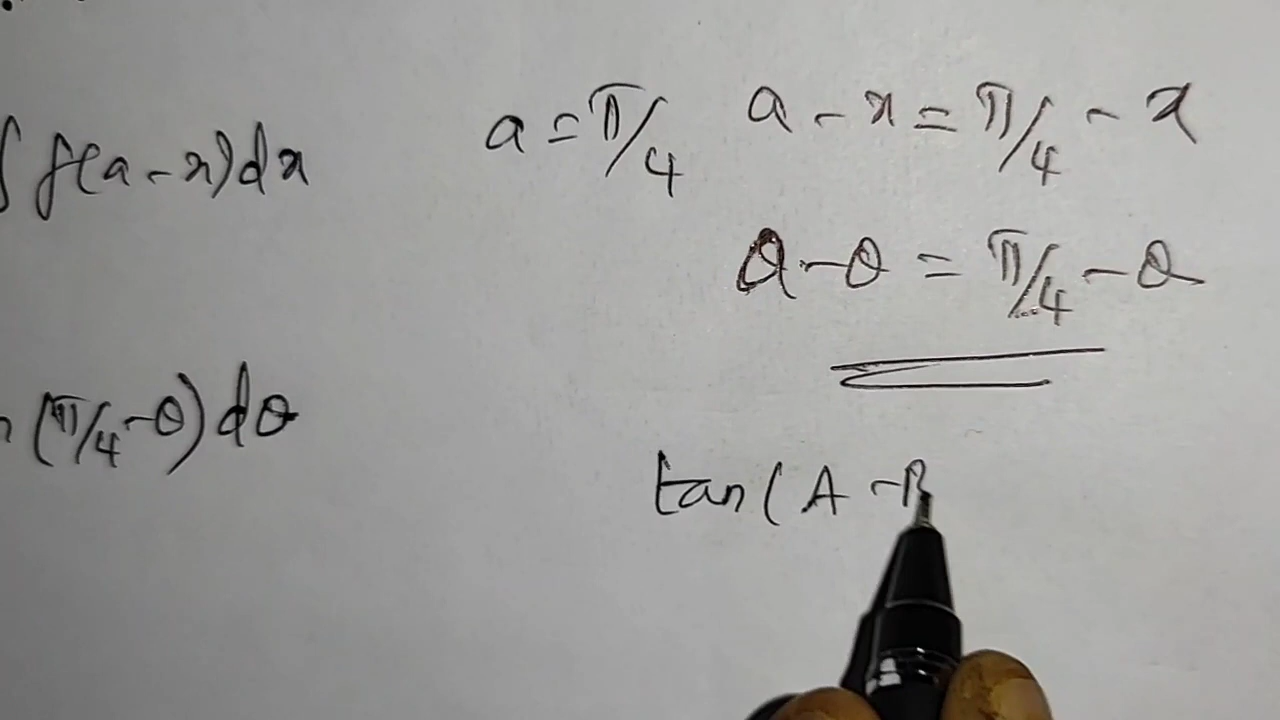 ∫ f(a-x)dx a = π/4 a - x = π/4 - x
a - θ = π/4 - θ
(π/4 - θ) dθ
tan(A - B